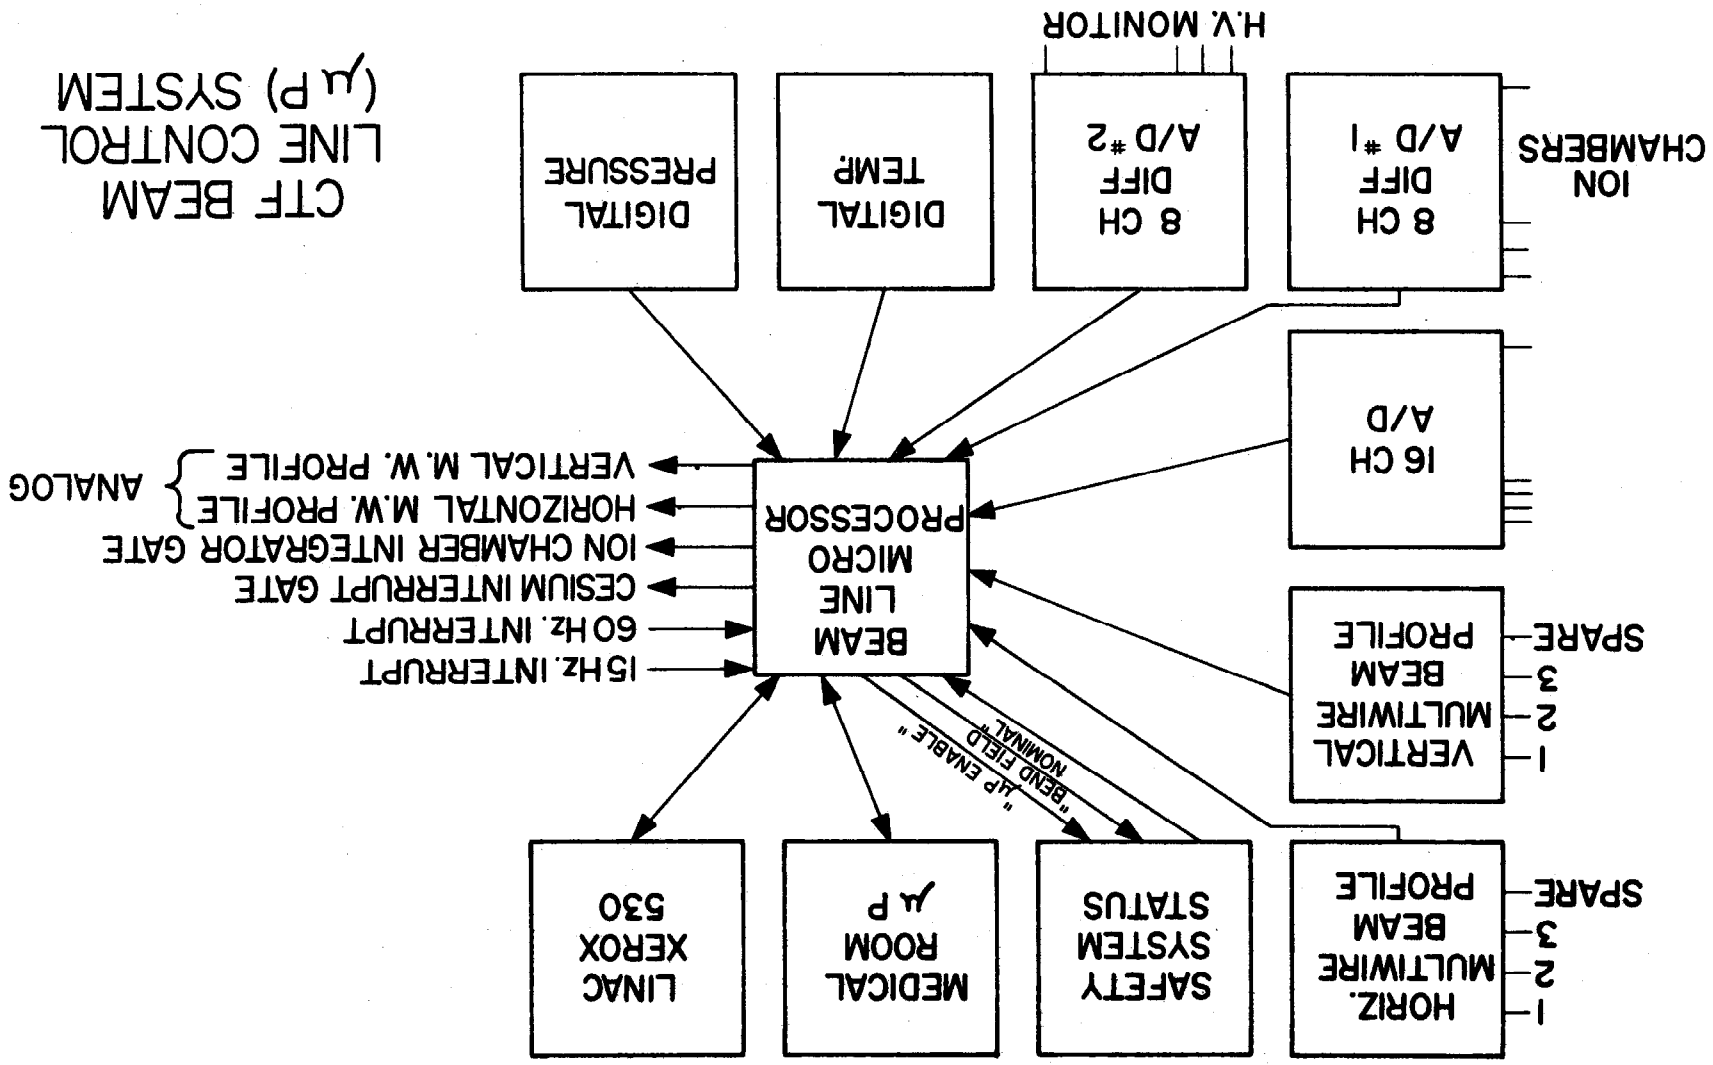 1
2
3
SPARE
HORIZ.
MULTIWIRE
BEAM
PROFILE
SAFETY
SYSTEM
STATUS
MEDICAL
ROOM
μP
LINAC
XEROX
530
"μP ENABLE"
"BEND FIELD
NOMINAL"
1
2
3
SPARE
VERTICAL
MULTIWIRE
BEAM
PROFILE
BEAM
LINE
MICRO
PROCESSOR
15 Hz. INTERRUPT
60 Hz. INTERRUPT
CESIUM INTERRUPT GATE
ION CHAMBER INTEGRATOR GATE
HORIZONTAL M.W. PROFILE
VERTICAL M.W. PROFILE
ANALOG
16 CH
A/D
ION
CHAMBERS
8 CH
DIFF
A/D #1
8 CH
DIFF
A/D #2
H.V. MONITOR
DIGITAL
TEMP.
DIGITAL
PRESSURE
CTF BEAM
LINE CONTROL
(μP) SYSTEM